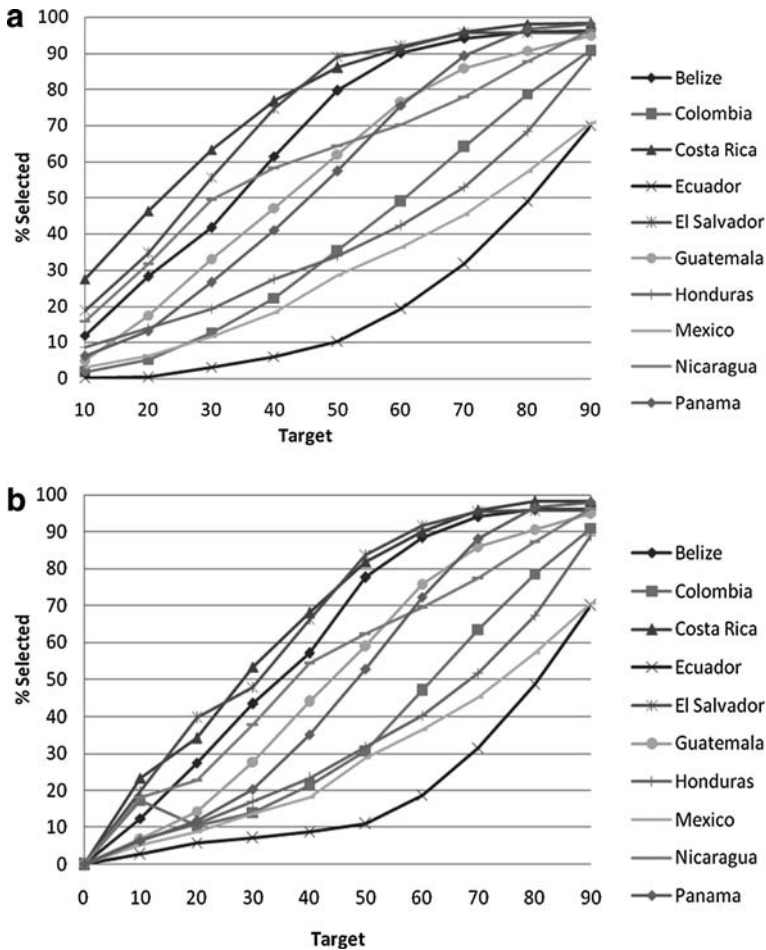 a
100
90
80
70
60
50
40
30
20
10
0
% Selected
10 20 30 40 50 60 70 80 90
Target
Belize
Colombia
Costa Rica
Ecuador
El Salvador
Guatemala
Honduras
Mexico
Nicaragua
Panama
b
100
90
80
70
60
50
40
30
20
10
0
% Selected
0 10 20 30 40 50 60 70 80 90
Target
Belize
Colombia
Costa Rica
Ecuador
El Salvador
Guatemala
Honduras
Mexico
Nicaragua
Panama